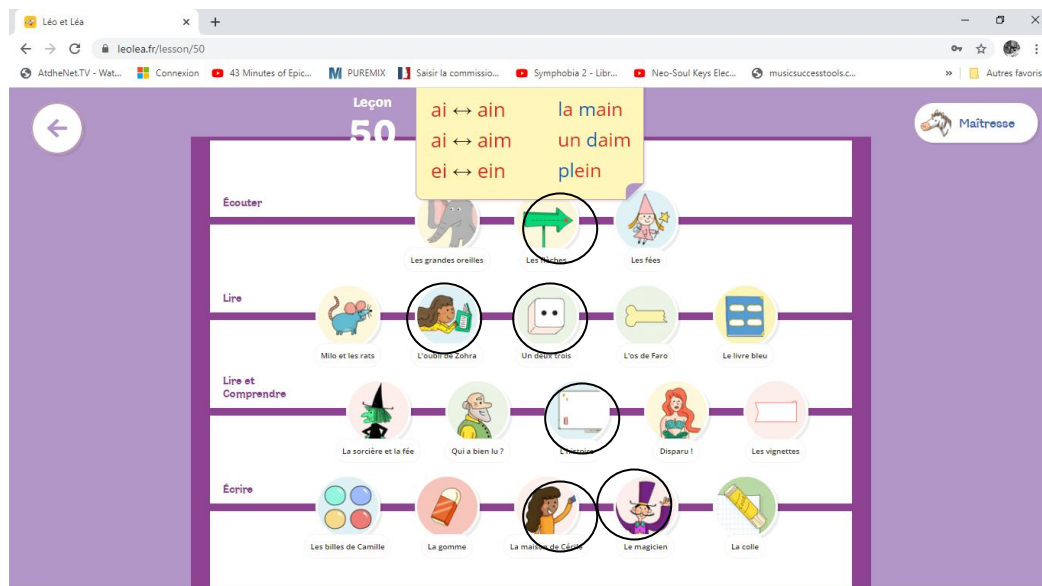 Léo et Léa
leolea.fr/lesson/50
AtdheNet.TV - Wat... Connexion 43 Minutes of Epic... PUREMIX Saisir la commissio... Symphobia 2 - Libr... Neo-Soul Keys Elec... musicsuccesstools.c... » Autres favoris
Leçon
50
ai ↔ ain la main
ai ↔ aim un daim
ei ↔ ein plein
Maîtresse
Écouter
Les grandes oreilles Les flèches Les fées
Lire
Milo et les rats L'oubli de Zohra Un deux trois L'os de Faro Le livre bleu
Lire et
Comprendre
La sorcière et la fée Qui a bien lu ? L'histoire Disparu ! Les vignettes
Écrire
Les billes de Camille La gomme La maison de Cécile Le magicien La colle